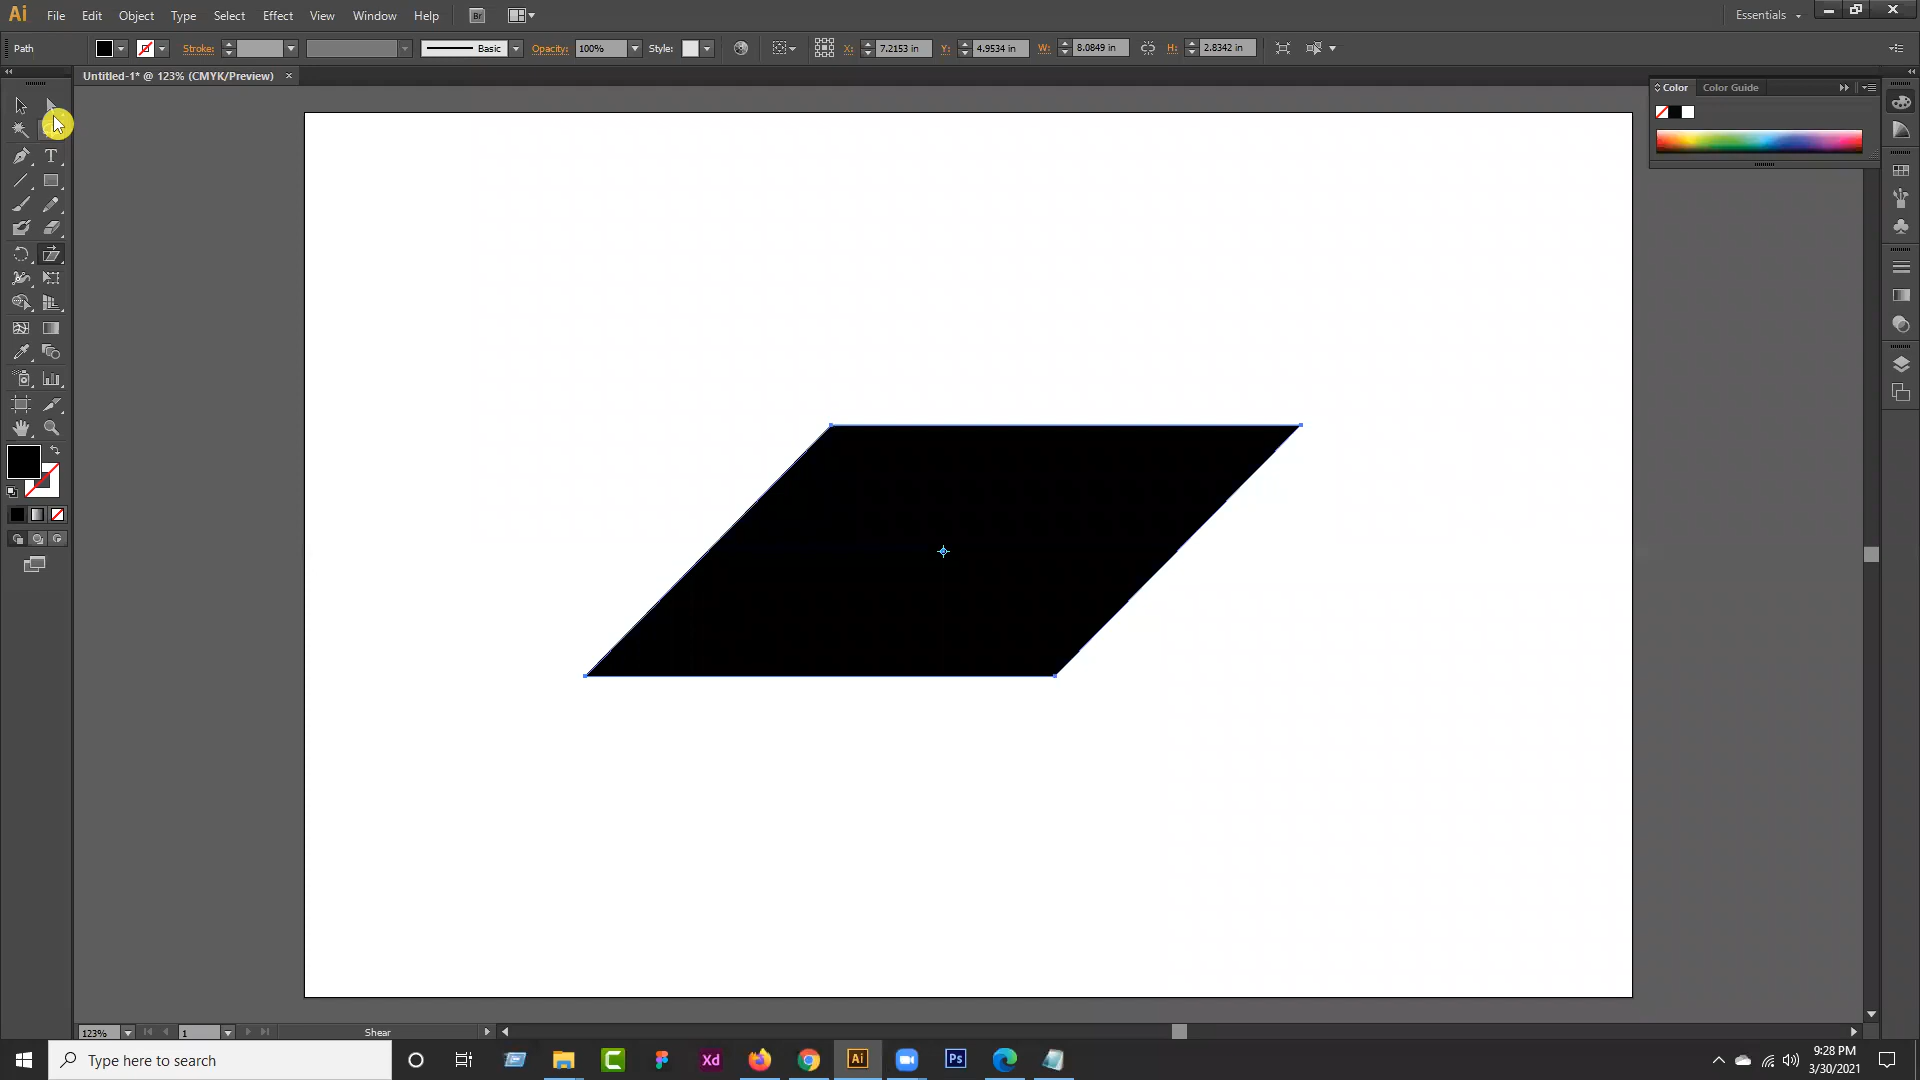 Ai File Edit Object Type Select Effect View Window Help Br Essentials
Path Stroke: Basic Opacity: 100% Style: X: 7.2153 in Y: 4.9534 in W: 8.0849 in H: 2.8342 in
Untitled-1* @ 123% (CMYK/Preview)
Color Color Guide
T
123% 1 Shear
Type here to search
Xd Ai Ps
9:28 PM
3/30/2021